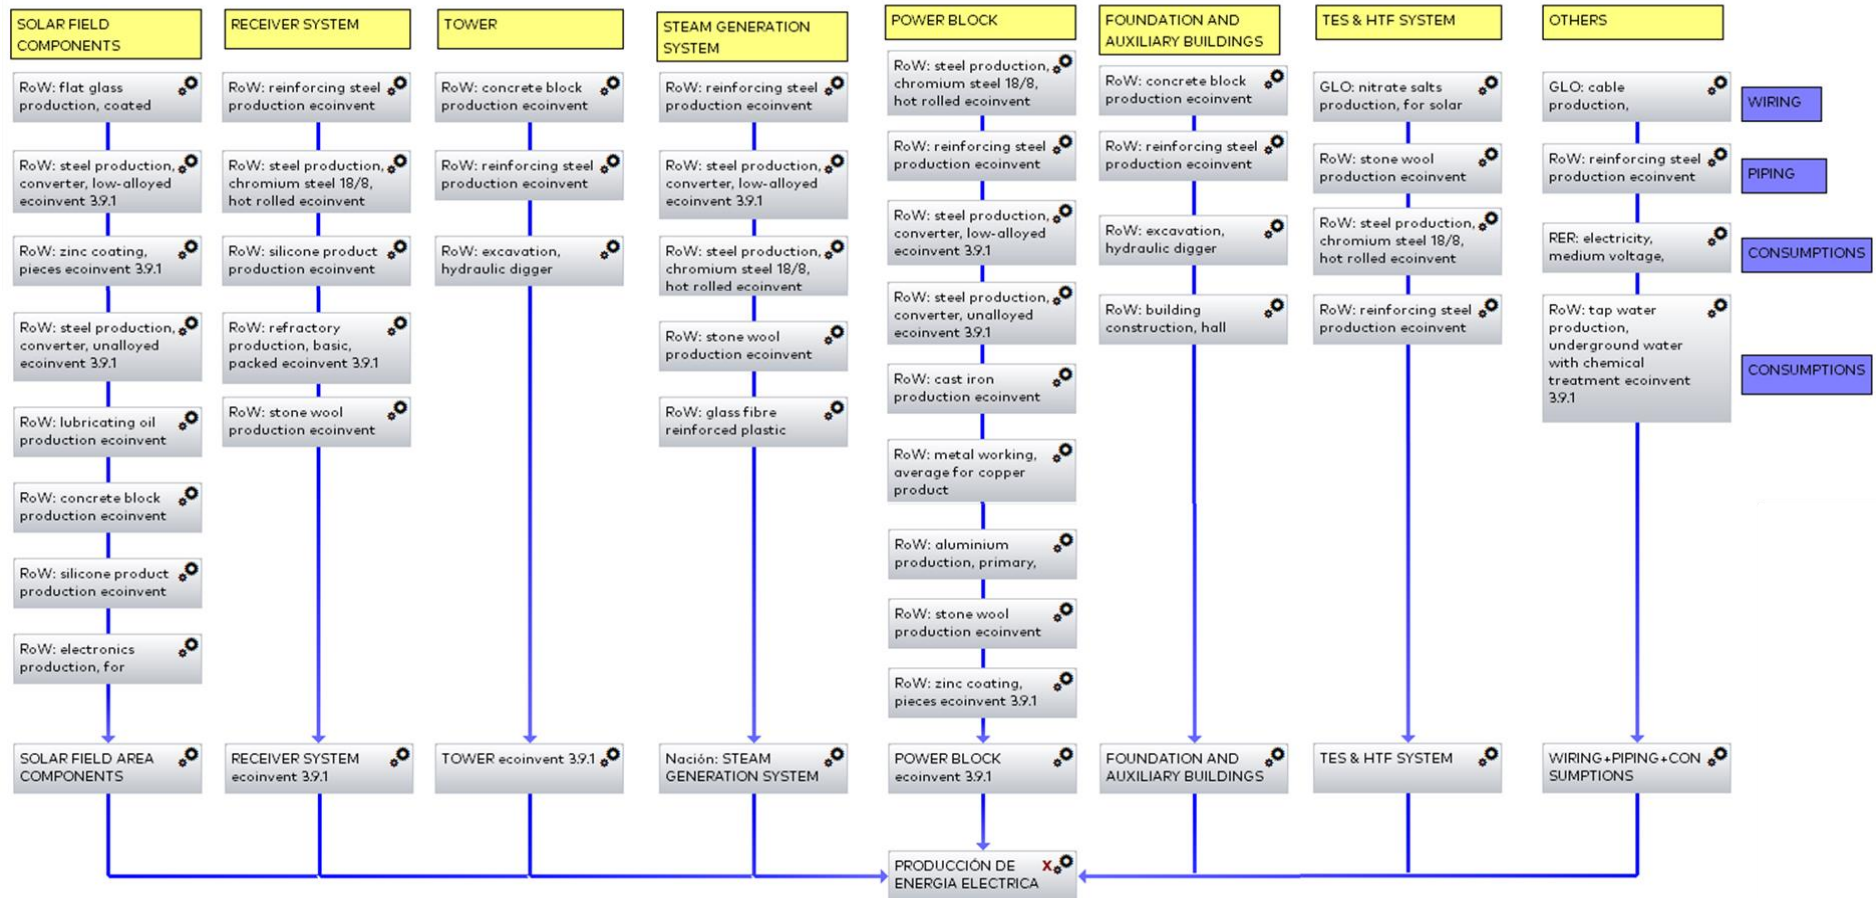 SOLAR FIELD
COMPONENTS
RoW: flat glass
production, coated
RoW: steel production,
converter, low-alloyed
ecoinvent 3.9.1
RoW: zinc coating,
pieces ecoinvent 3.9.1
RoW: steel production,
converter, unalloyed
ecoinvent 3.9.1
RoW: lubricating oil
production ecoinvent
RoW: concrete block
production ecoinvent
RoW: silicone product
production ecoinvent
RoW: electronics
production, for
SOLAR FIELD AREA
COMPONENTS
RECEIVER SYSTEM
RoW: reinforcing steel
production ecoinvent
RoW: steel production,
chromium steel 18/8,
hot rolled ecoinvent
RoW: silicone product
production ecoinvent
RoW: refractory
production, basic,
packed ecoinvent 3.9.1
RoW: stone wool
production ecoinvent
RECEIVER SYSTEM
ecoinvent 3.9.1
TOWER
RoW: concrete block
production ecoinvent
RoW: reinforcing steel
production ecoinvent
RoW: excavation,
hydraulic digger
TOWER ecoinvent 3.9.1
STEAM GENERATION
SYSTEM
RoW: reinforcing steel
production ecoinvent
RoW: steel production,
converter, low-alloyed
ecoinvent 3.9.1
RoW: steel production,
chromium steel 18/8,
hot rolled ecoinvent
RoW: stone wool
production ecoinvent
RoW: glass fibre
reinforced plastic
Nación: STEAM
GENERATION SYSTEM
POWER BLOCK
RoW: steel production,
chromium steel 18/8,
hot rolled ecoinvent
RoW: reinforcing steel
production ecoinvent
RoW: steel production,
converter, low-alloyed
ecoinvent 3.9.1
RoW: steel production,
converter, unalloyed
ecoinvent 3.9.1
RoW: cast iron
production ecoinvent
RoW: metal working,
average for copper
product
RoW: aluminium
production, primary,
RoW: stone wool
production ecoinvent
RoW: zinc coating,
pieces ecoinvent 3.9.1
POWER BLOCK
ecoinvent 3.9.1
FOUNDATION AND
AUXILIARY BUILDINGS
RoW: concrete block
production ecoinvent
RoW: reinforcing steel
production ecoinvent
RoW: excavation,
hydraulic digger
RoW: building
construction, hall
FOUNDATION AND
AUXILIARY BUILDINGS
TES & HTF SYSTEM
GLO: nitrate salts
production, for solar
RoW: stone wool
production ecoinvent
RoW: steel production,
chromium steel 18/8,
hot rolled ecoinvent
RoW: reinforcing steel
production ecoinvent
TES & HTF SYSTEM
OTHERS
GLO: cable
production,
RoW: reinforcing steel
production ecoinvent
RER: electricity,
medium voltage,
RoW: tap water
production,
underground water
with chemical
treatment ecoinvent
3.9.1
WIRING+PIPING+CON
SUMPTIONS
WIRING
PIPING
CONSUMPTIONS
CONSUMPTIONS
PRODUCCIÓN DE X
ENERGIA ELECTRICA